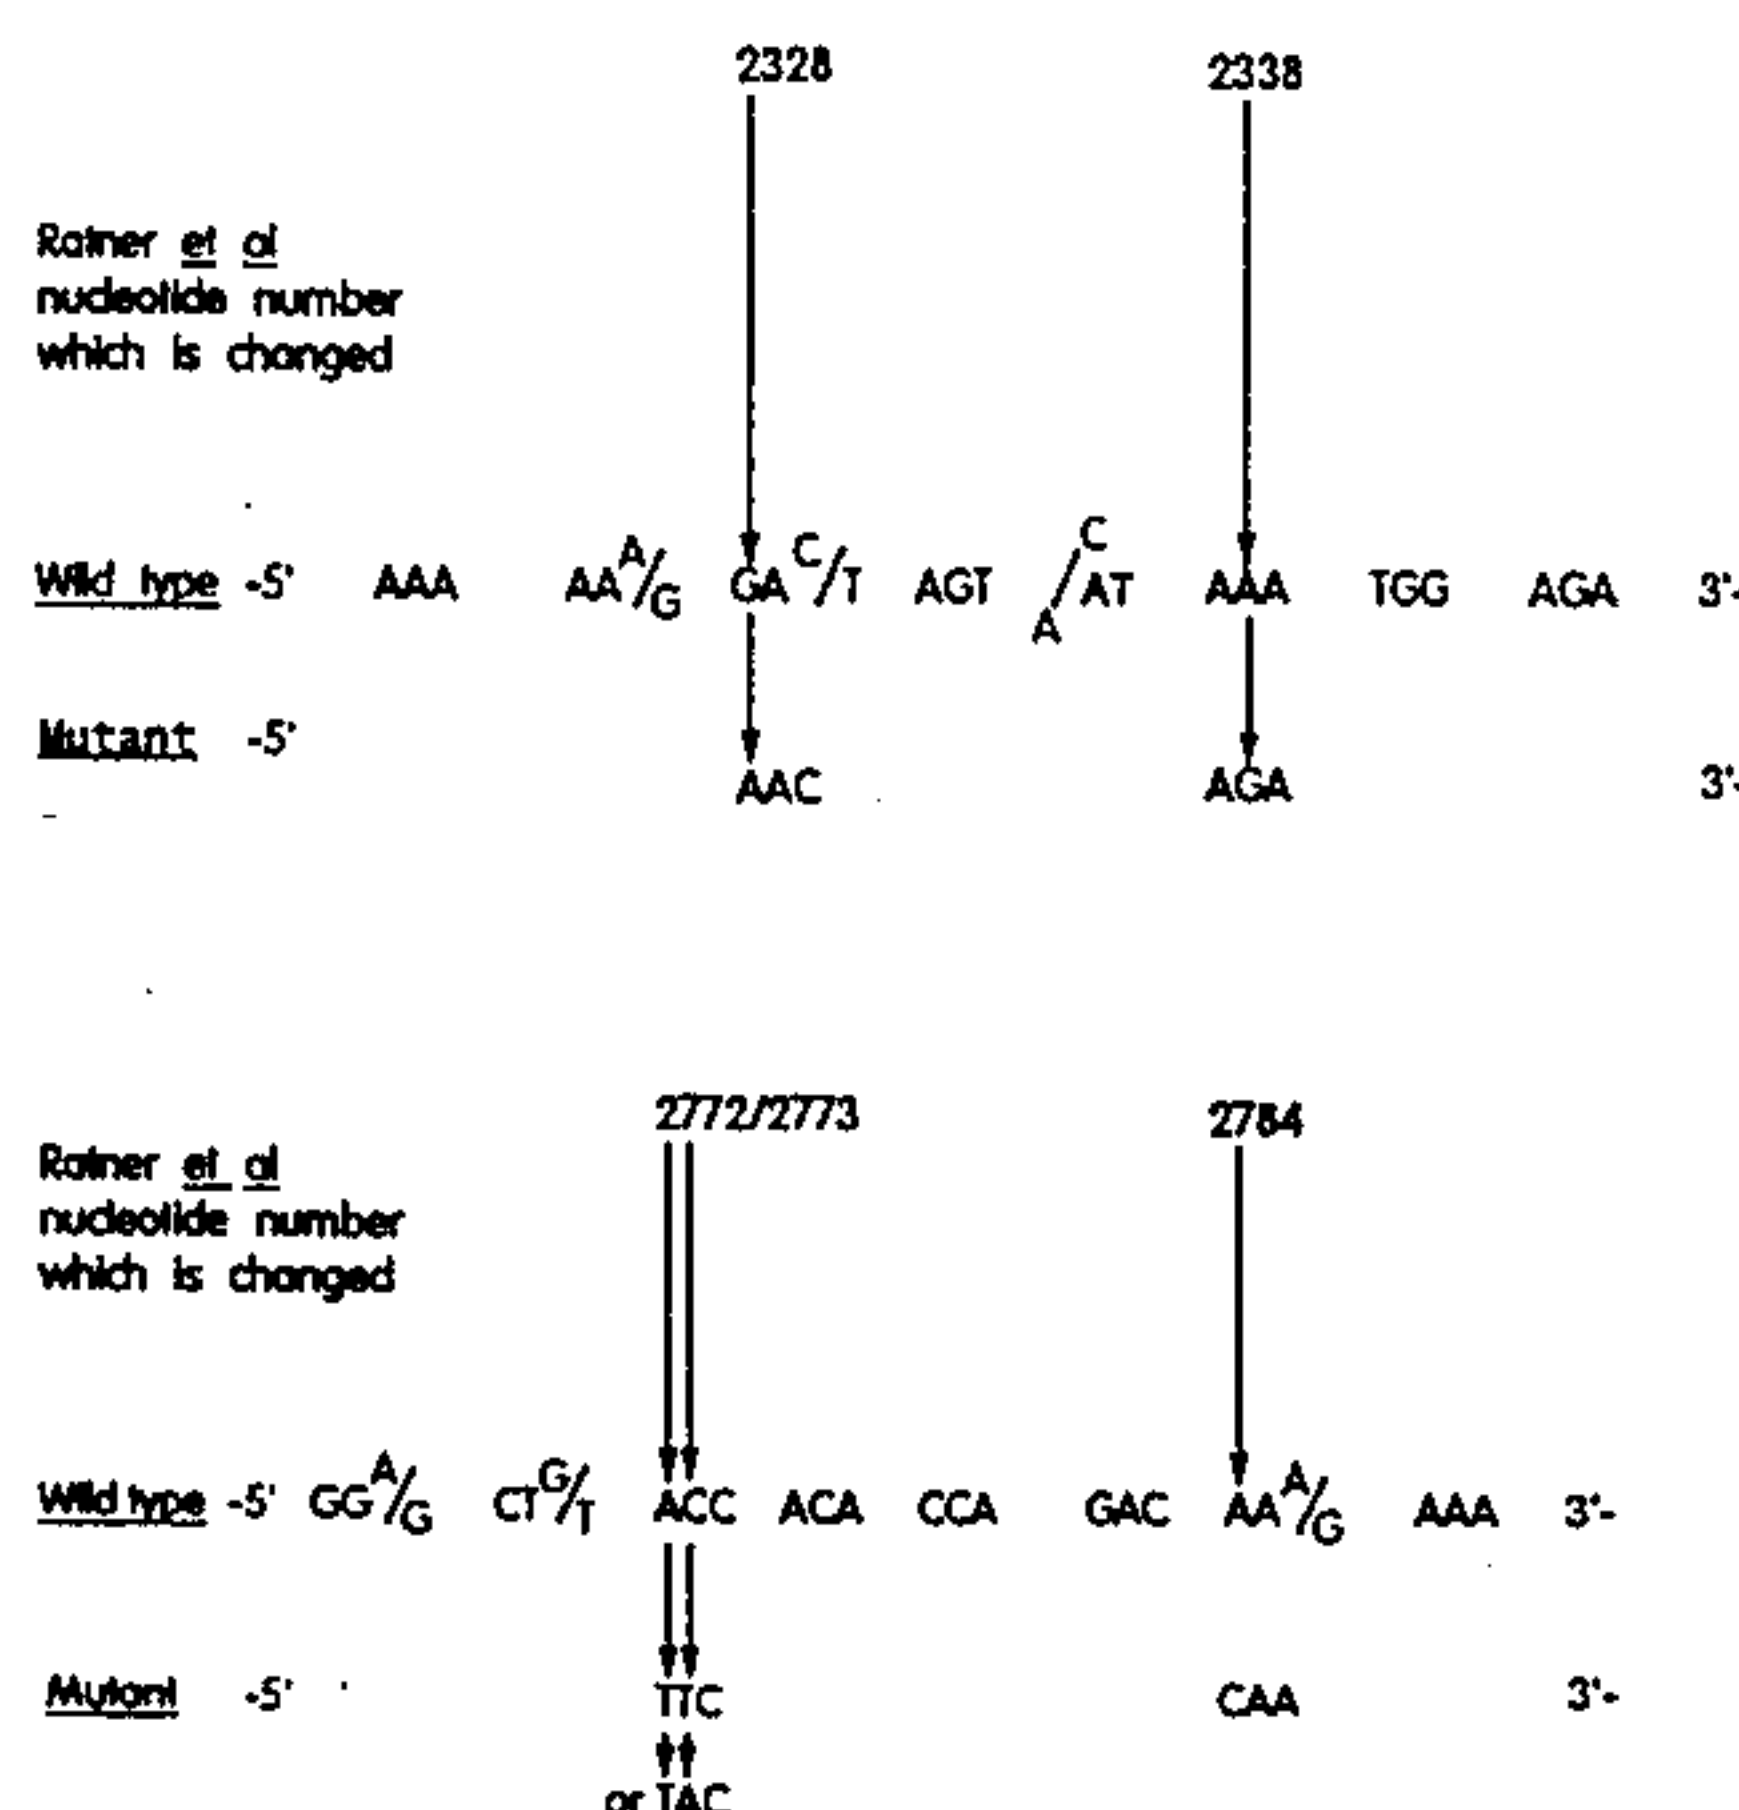 2328 2338
Ratner et al
nucleotide number
which is changed
Wild type -5' AAA AA A/G GA C/T AGT A/C AT AAA TGG AGA 3'-
Mutant -5' 3'-
AAC AGA
2772/2773 2784
Ratner et al
nucleotide number
which is changed
Wild type -5' GG A/G CT G/T ACC ACA CCA GAC AA A/G AAA 3'-
Mutant -5' TTC CAA 3'-
or TAC